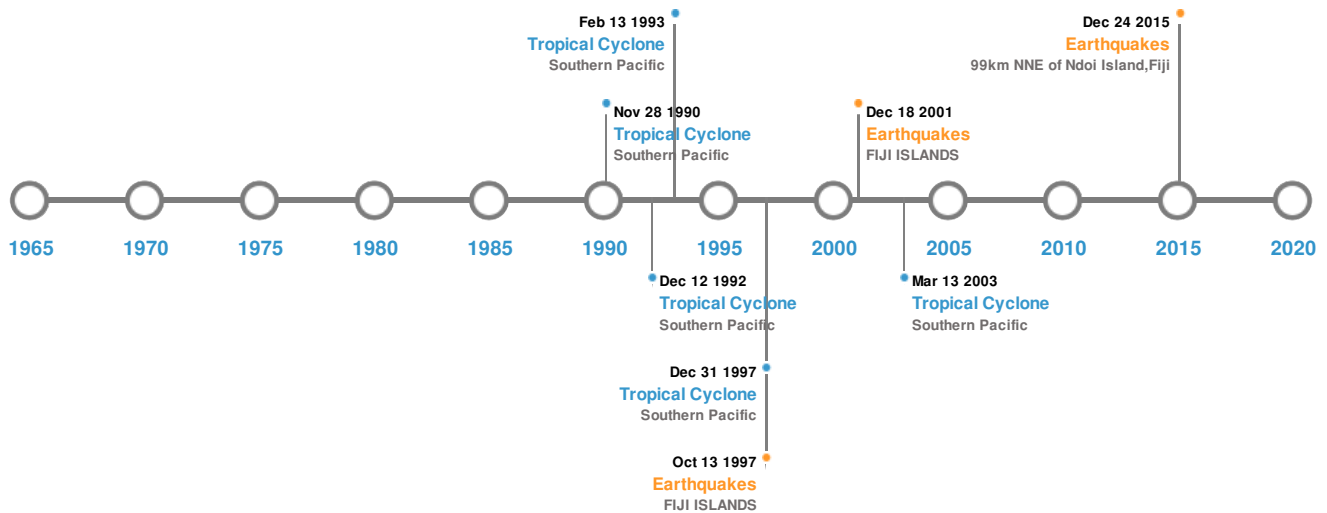 Feb 13 1993
Tropical Cyclone
Southern Pacific
Dec 24 2015
Earthquakes
99km NNE of Ndoi Island,Fiji
Nov 28 1990
Tropical Cyclone
Southern Pacific
Dec 18 2001
Earthquakes
FIJI ISLANDS
1965 1970 1975 1980 1985 1990 1995 2000 2005 2010 2015 2020
Dec 12 1992
Tropical Cyclone
Southern Pacific
Mar 13 2003
Tropical Cyclone
Southern Pacific
Dec 31 1997
Tropical Cyclone
Southern Pacific
Oct 13 1997
Earthquakes
FIJI ISLANDS